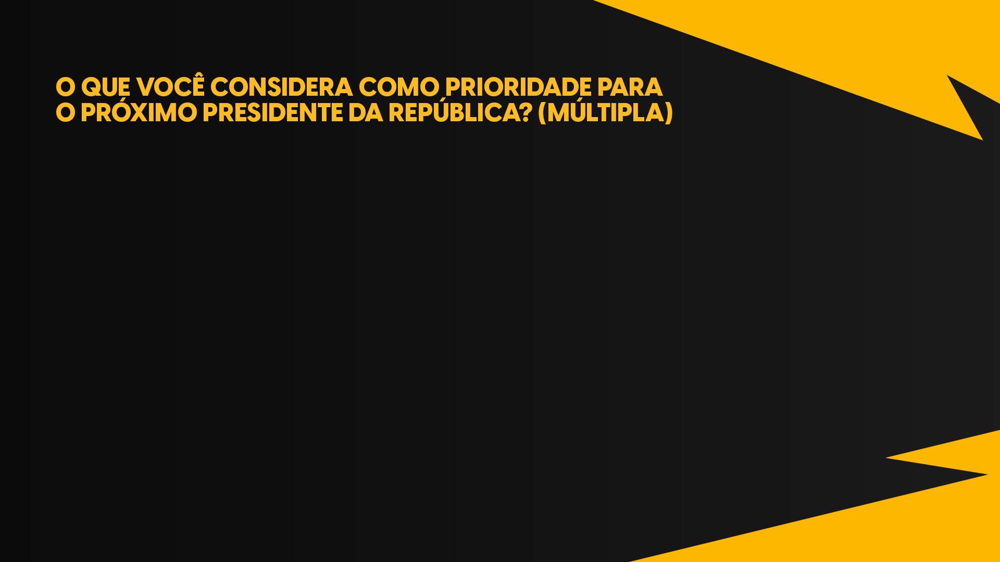 O QUE VOCÊ CONSIDERA COMO PRIORIDADE PARA
O PRÓXIMO PRESIDENTE DA REPÚBLICA? (MÚLTIPLA)